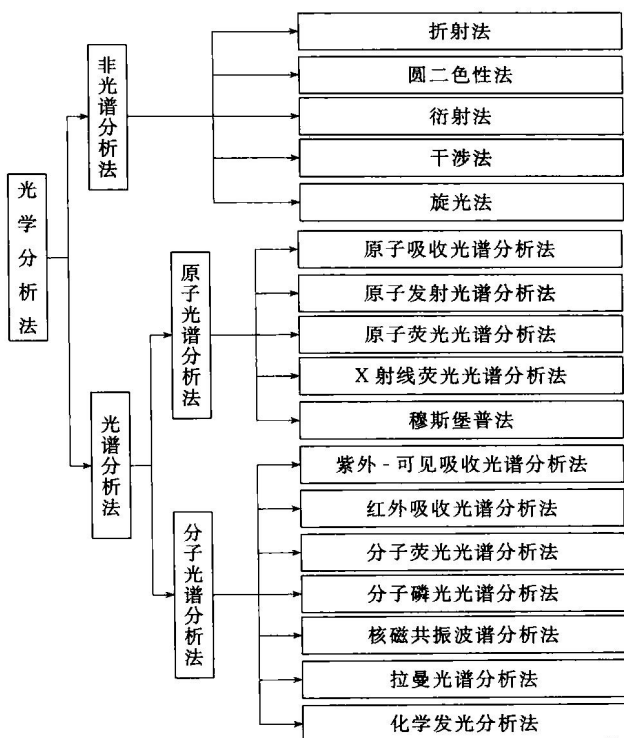 光学分析法
非光谱分析法
折射法
圆二色性法
衍射法
干涉法
旋光法
光谱分析法
原子光谱分析法
原子吸收光谱分析法
原子发射光谱分析法
原子荧光光谱分析法
X射线荧光光谱分析法
穆斯堡普法
分子光谱分析法
紫外-可见吸收光谱分析法
红外吸收光谱分析法
分子荧光光谱分析法
分子磷光光谱分析法
核磁共振波谱分析法
拉曼光谱分析法
化学发光分析法